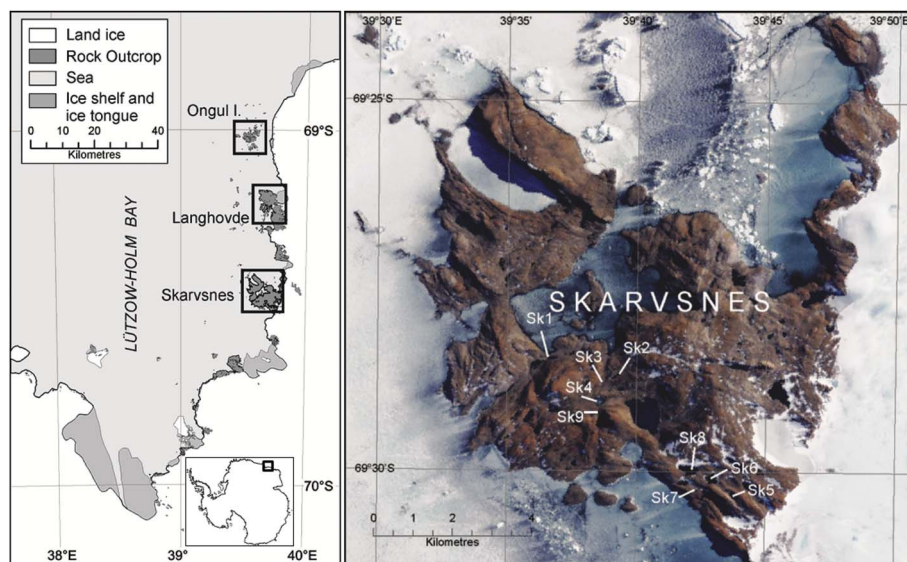 Land ice
Rock Outcrop
Sea
Ice shelf and
ice tongue
0 10 20 30 40
Kilometres
Ongul I.
Langhovde
Skarvsnes
LÜTZOW-HOLM BAY
69°S
70°S
38°E
39°E
40°E
39°30'E
39°35'E
39°40'E
39°45'E
39°50'E
69°25'S
69°30'S
SKARVSNES
Sk1
Sk2
Sk3
Sk4
Sk9
Sk8
Sk6
Sk7
Sk5
0 2 4
Kilometres